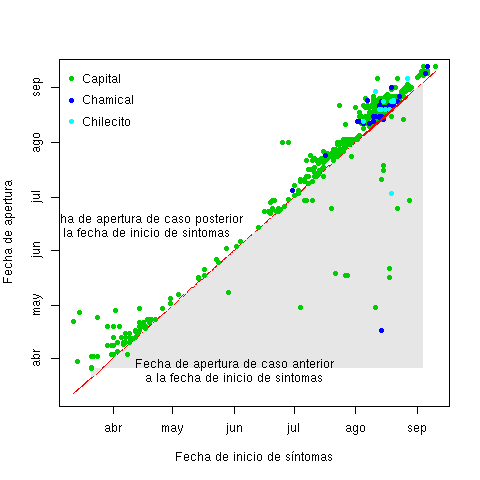 Capital
Chamical
Chilecito
ha de apertura de caso posterior
la fecha de inicio de sintomas
Fecha de apertura de caso anterior
a la fecha de inicio de sintomas
Fecha de apertura
sep
ago
jul
jun
may
abr
abr may jun jul ago sep
Fecha de inicio de síntomas